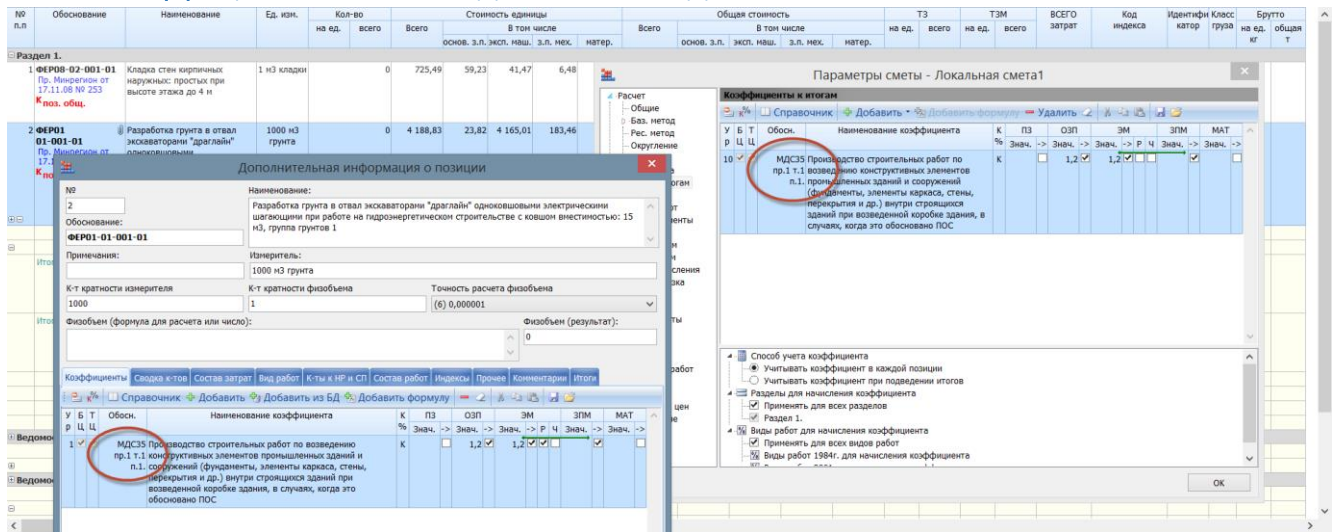 № п.п Обоснование Наименование Ед. изм. Кол-во Стоимость единицы Общая стоимость ТЗ ТЗМ ВСЕГО затрат Код индекса Идентифи катор Класс груза Брутто
на ед. всего Всего В том числе Всего В том числе на ед. всего на ед. всего на ед. кг общая т
основ. з.п. экс п. маш. з.п. мех. матер. основ. з.п. эксп. маш. з.п. мех. матер.
Раздел 1.
1 ФЕР08-02-001-01 Кладка стен кирпичных 1 м3 кладки 0 725,49 59,23 41,47 6,48
Пр. Минрегион от наружных: простых при
17.11.08 № 253 высоте этажа до 4 м
К поз. общ.
2 ФЕР01 Разработка грунта в отвал 1000 м3 0 4 188,83 23,82 4 165,01 183,46
01-001-01 экскаваторами "драглайн" грунта
Пр. Минрегион от одноковшовыми
Дополнительная информация о позиции
№ Наименование:
2 Разработка грунта в отвал экскаваторами "драглайн" одноковшовыми электрическими
шагающими при работе на гидроэнергетическом строительстве с ковшом вместимостью: 15
м3, группа грунтов 1
Обоснование:
ФЕР01-01-001-01
Примечания: Измеритель:
1000 м3 грунта
К-т кратности измерителя К-т кратности физобъема Точность расчета физобъема
1000 1 (6) 0,000001
Физобъем (формула для расчета или число): Физобъем (результат):
0
Коэффициенты Сводка к-тов Состав затрат Вид работ К-ты к НР и СП Состав работ Индексы Прочее Комментарии Итоги
Справочник Добавить Добавить из БД Добавить формулу
У р Б Ц Т Ц Обосн. Наименование коэффициента К % ПЗ ОЗП ЭМ ЗПМ МАТ
Знач. -> Знач. -> Знач. -> Р Ч Знач. -> Знач. ->
1 МДС35 Производство строительных работ по возведению К 1,2 1,2
пр.1 т.1 конструктивных элементов промышленных зданий и
п.1. сооружений (фундаменты, элементы каркаса, стены,
перекрытия и др.) внутри строящихся зданий при
возведенной коробке здания, в случаях, когда это
обосновано ПОС
Параметры сметы - Локальная смета1
Расчет
Общие
Баз. метод
Рес. метод
Округление
Коэффициенты к итогам
Справочник Добавить Добавить формулу Удалить
У р Б Ц Т Ц Обосн. Наименование коэффициента К % ПЗ ОЗП ЭМ ЗПМ МАТ
Знач. -> Знач. -> Знач. -> Р Ч Знач. -> Знач. ->
10 МДС35 Производство строительных работ по К 1,2 1,2
пр.1 т.1 возведению конструктивных элементов
п.1. промышленных зданий и сооружений
(фундаменты, элементы каркаса, стены,
перекрытия и др.) внутри строящихся
зданий при возведенной коробке здания, в
случаях, когда это обосновано ПОС
Способ учета коэффициента
Учитывать коэффициент в каждой позиции
Учитывать коэффициент при подведении итогов
Разделы для начисления коэффициента
Применять для всех разделов
Раздел 1.
Виды работ для начисления коэффициента
Применять для всех видов работ
Виды работ 1984г. для начисления коэффициента
ОК